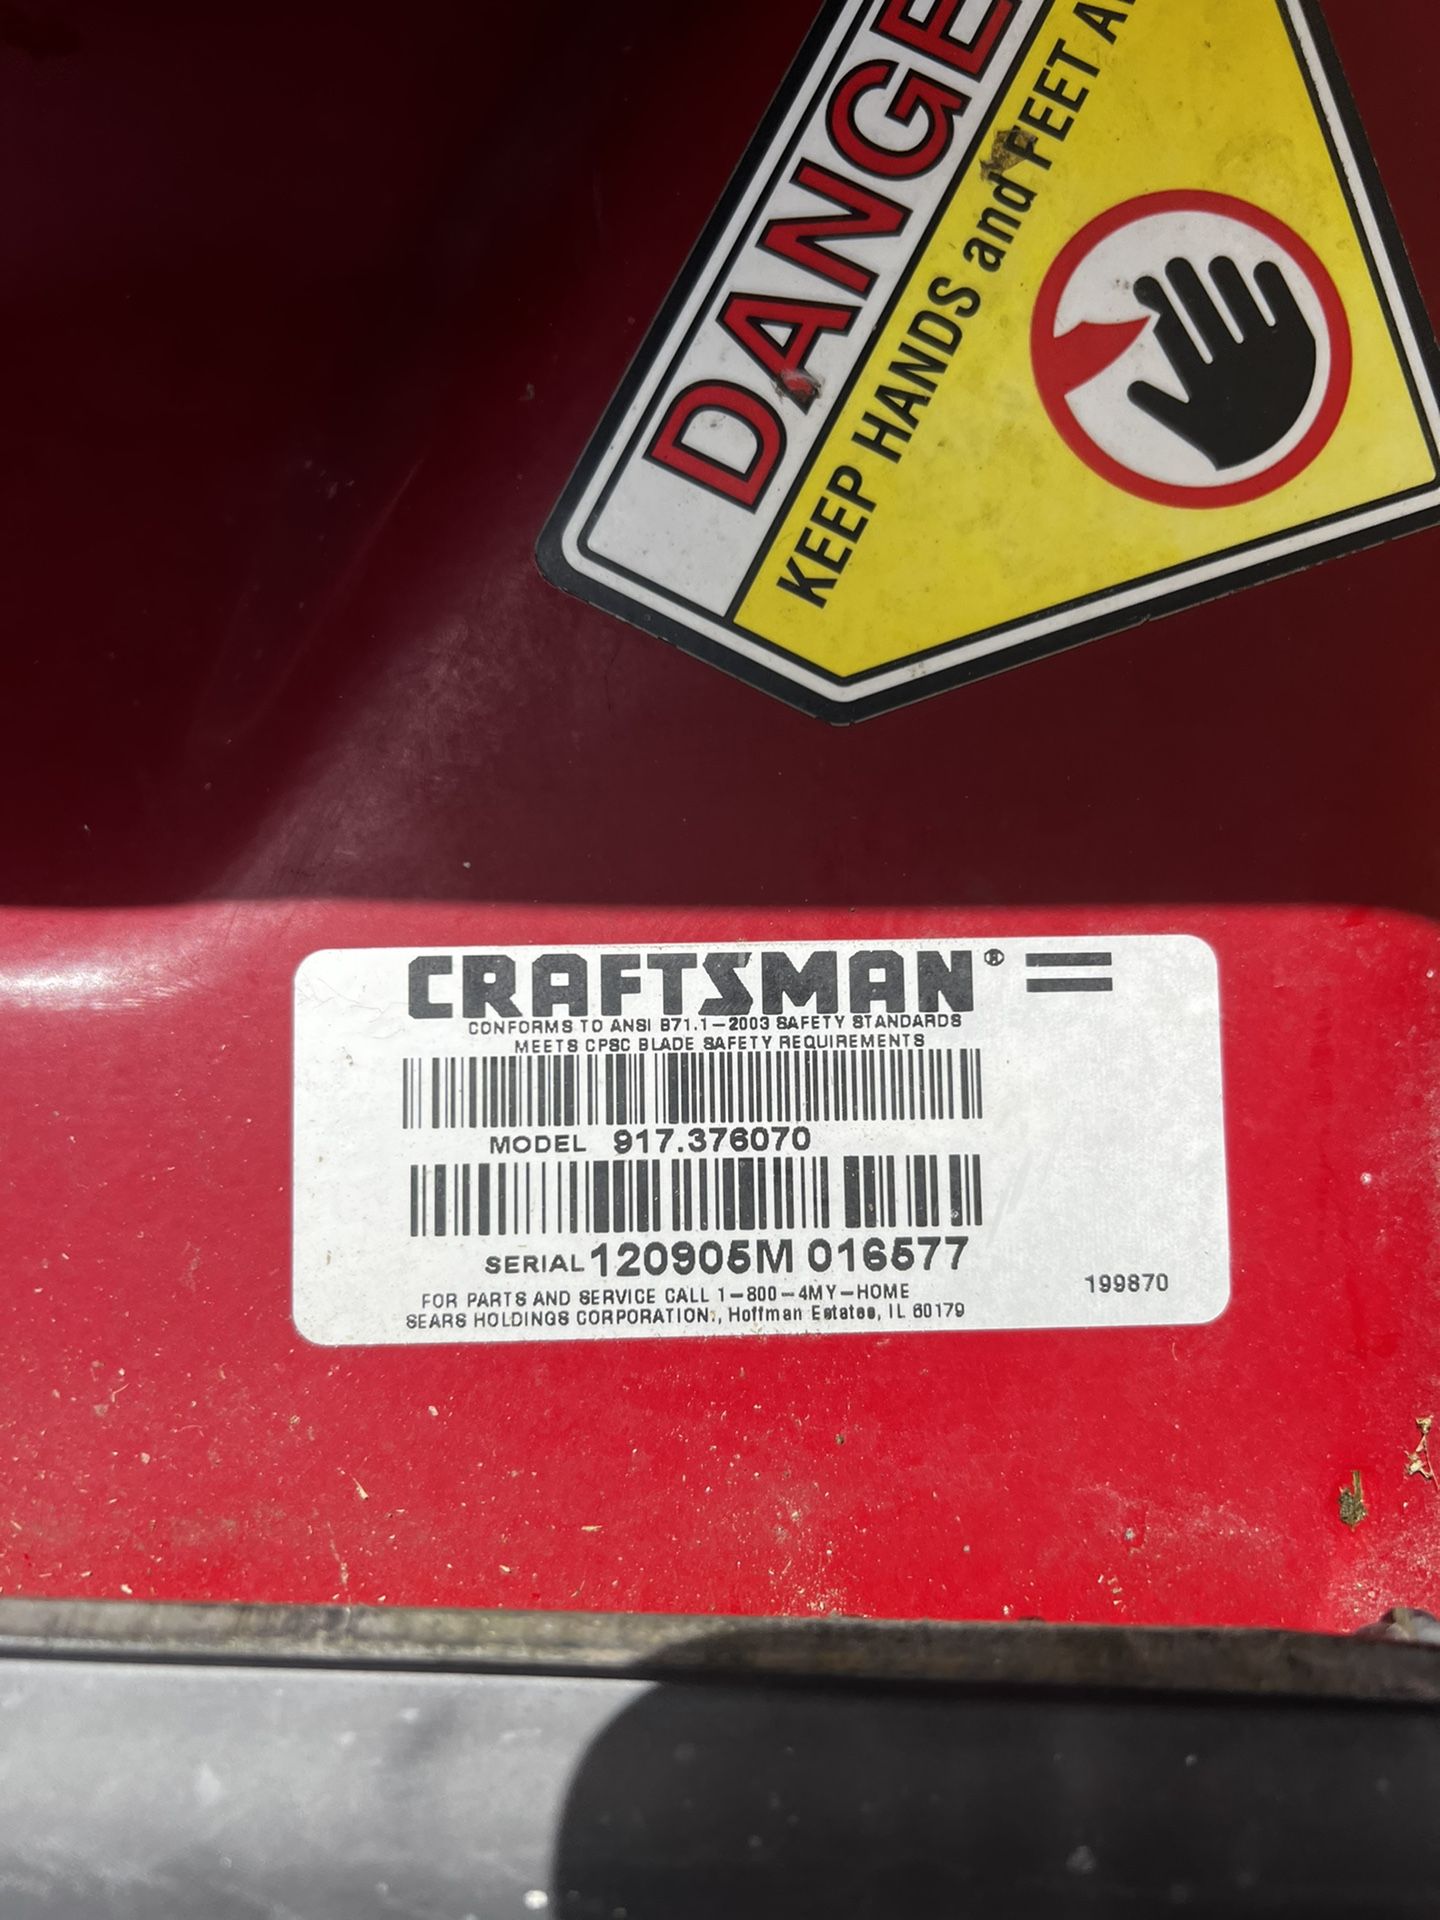 DANGE
KEEP HANDS and FEET A
CRAFTSMAN®
CONFORMS TO ANSI B71.1-2003 SAFETY STANDARDS
MEETS CPSC BLADE SAFETY REQUIREMENTS
MODEL 917.376070
SERIAL 120905M 016577
FOR PARTS AND SERVICE CALL 1-800-4MY-HOME
SEARS HOLDINGS CORPORATION., Hoffman Estates, IL 60179
199870